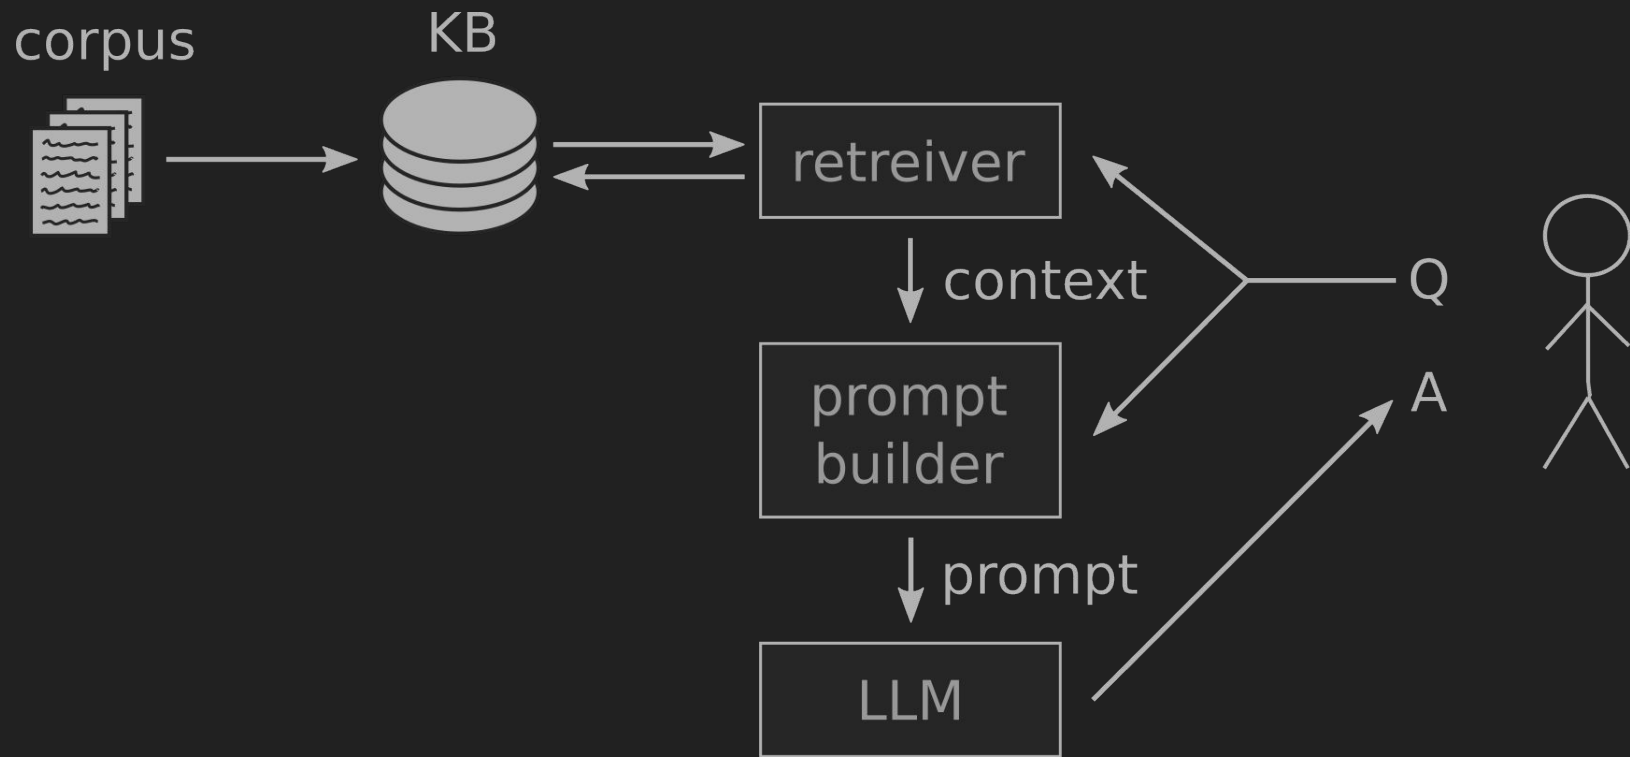 corpus
KB
retreiver
context
Q
prompt
builder
A
prompt
LLM